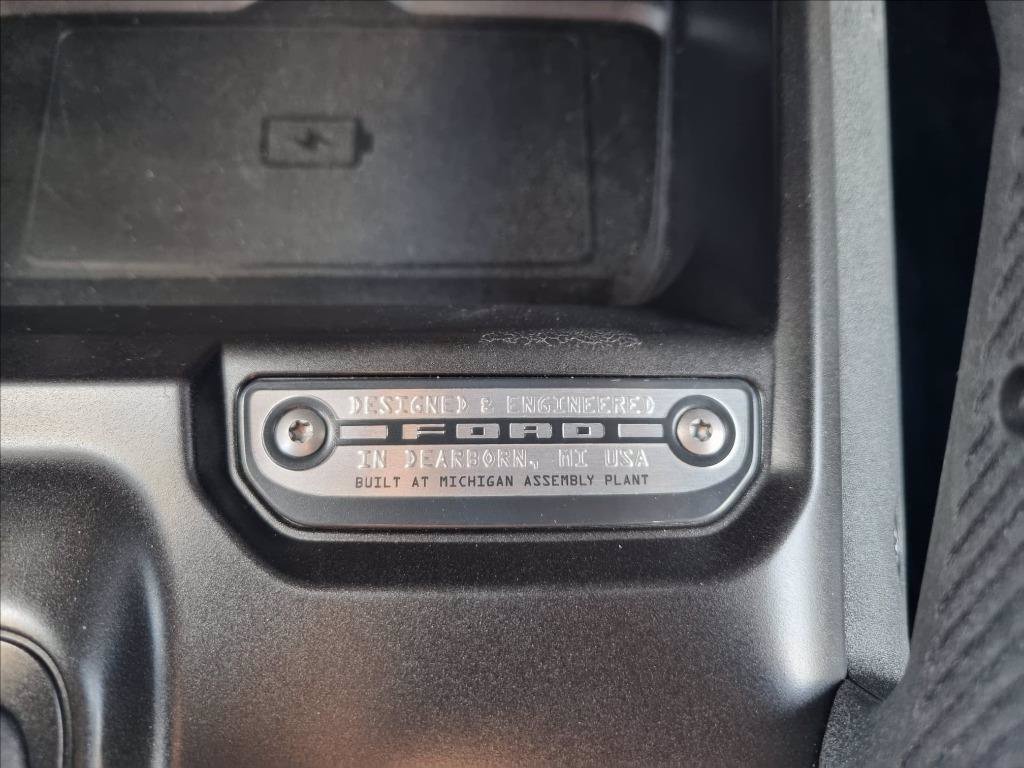 DESIGNED & ENGINEERED
FORD
IN DEARBORN, MI USA
BUILT AT MICHIGAN ASSEMBLY PLANT